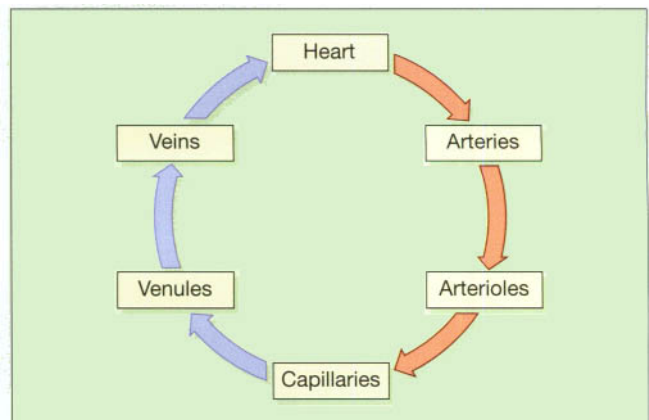 Heart
Arteries
Arterioles
Capillaries
Venules
Veins